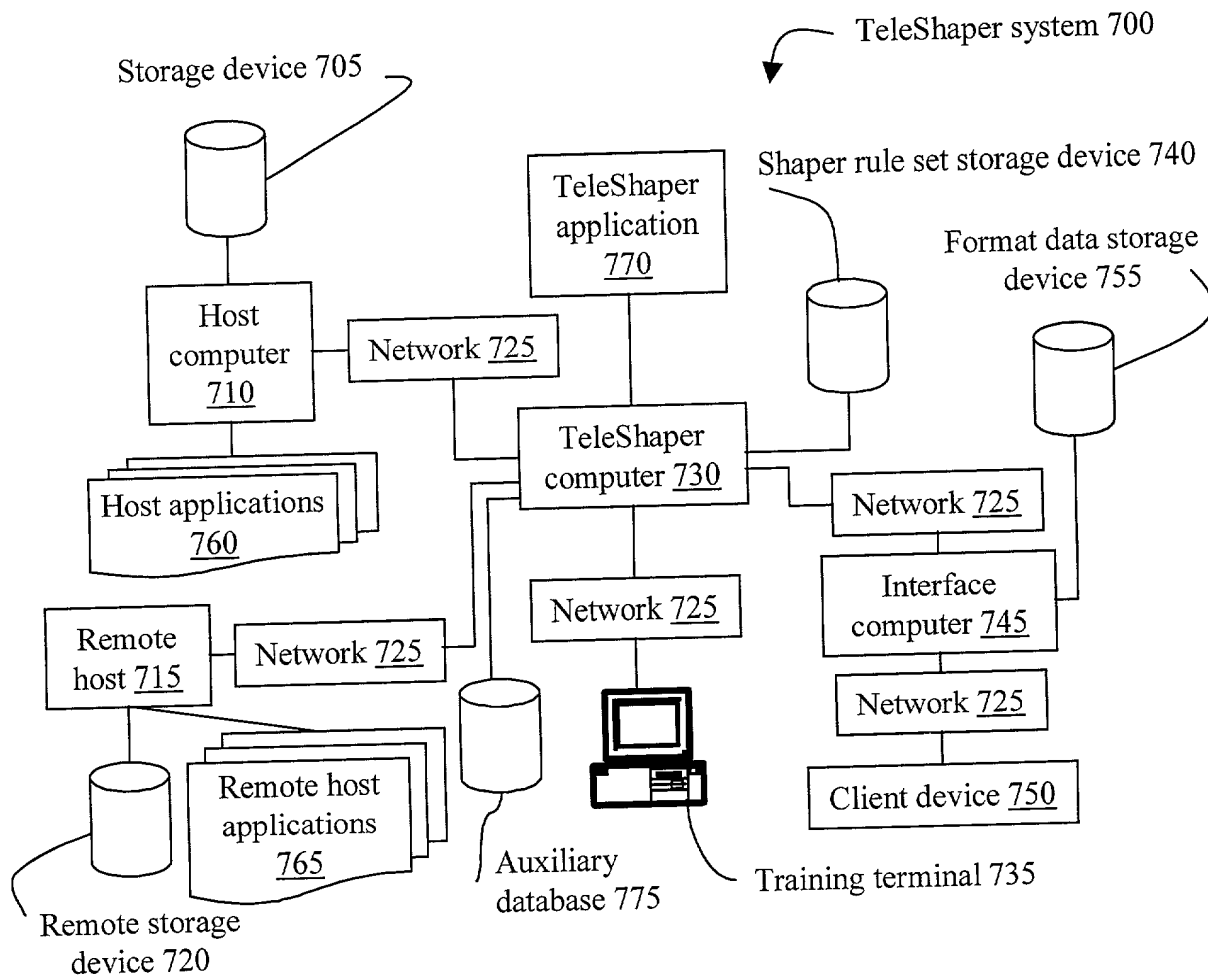 TeleShaper system 700
Storage device 705
Shaper rule set storage device 740
TeleShaper
application
770
Format data storage
device 755
Host
computer
710
Network 725
TeleShaper
computer 730
Host applications
760
Network 725
Interface
computer 745
Network 725
Remote
host 715
Network 725
Network 725
Client device 750
Remote host
applications
765
Auxiliary
database 775
Training terminal 735
Remote storage
device 720